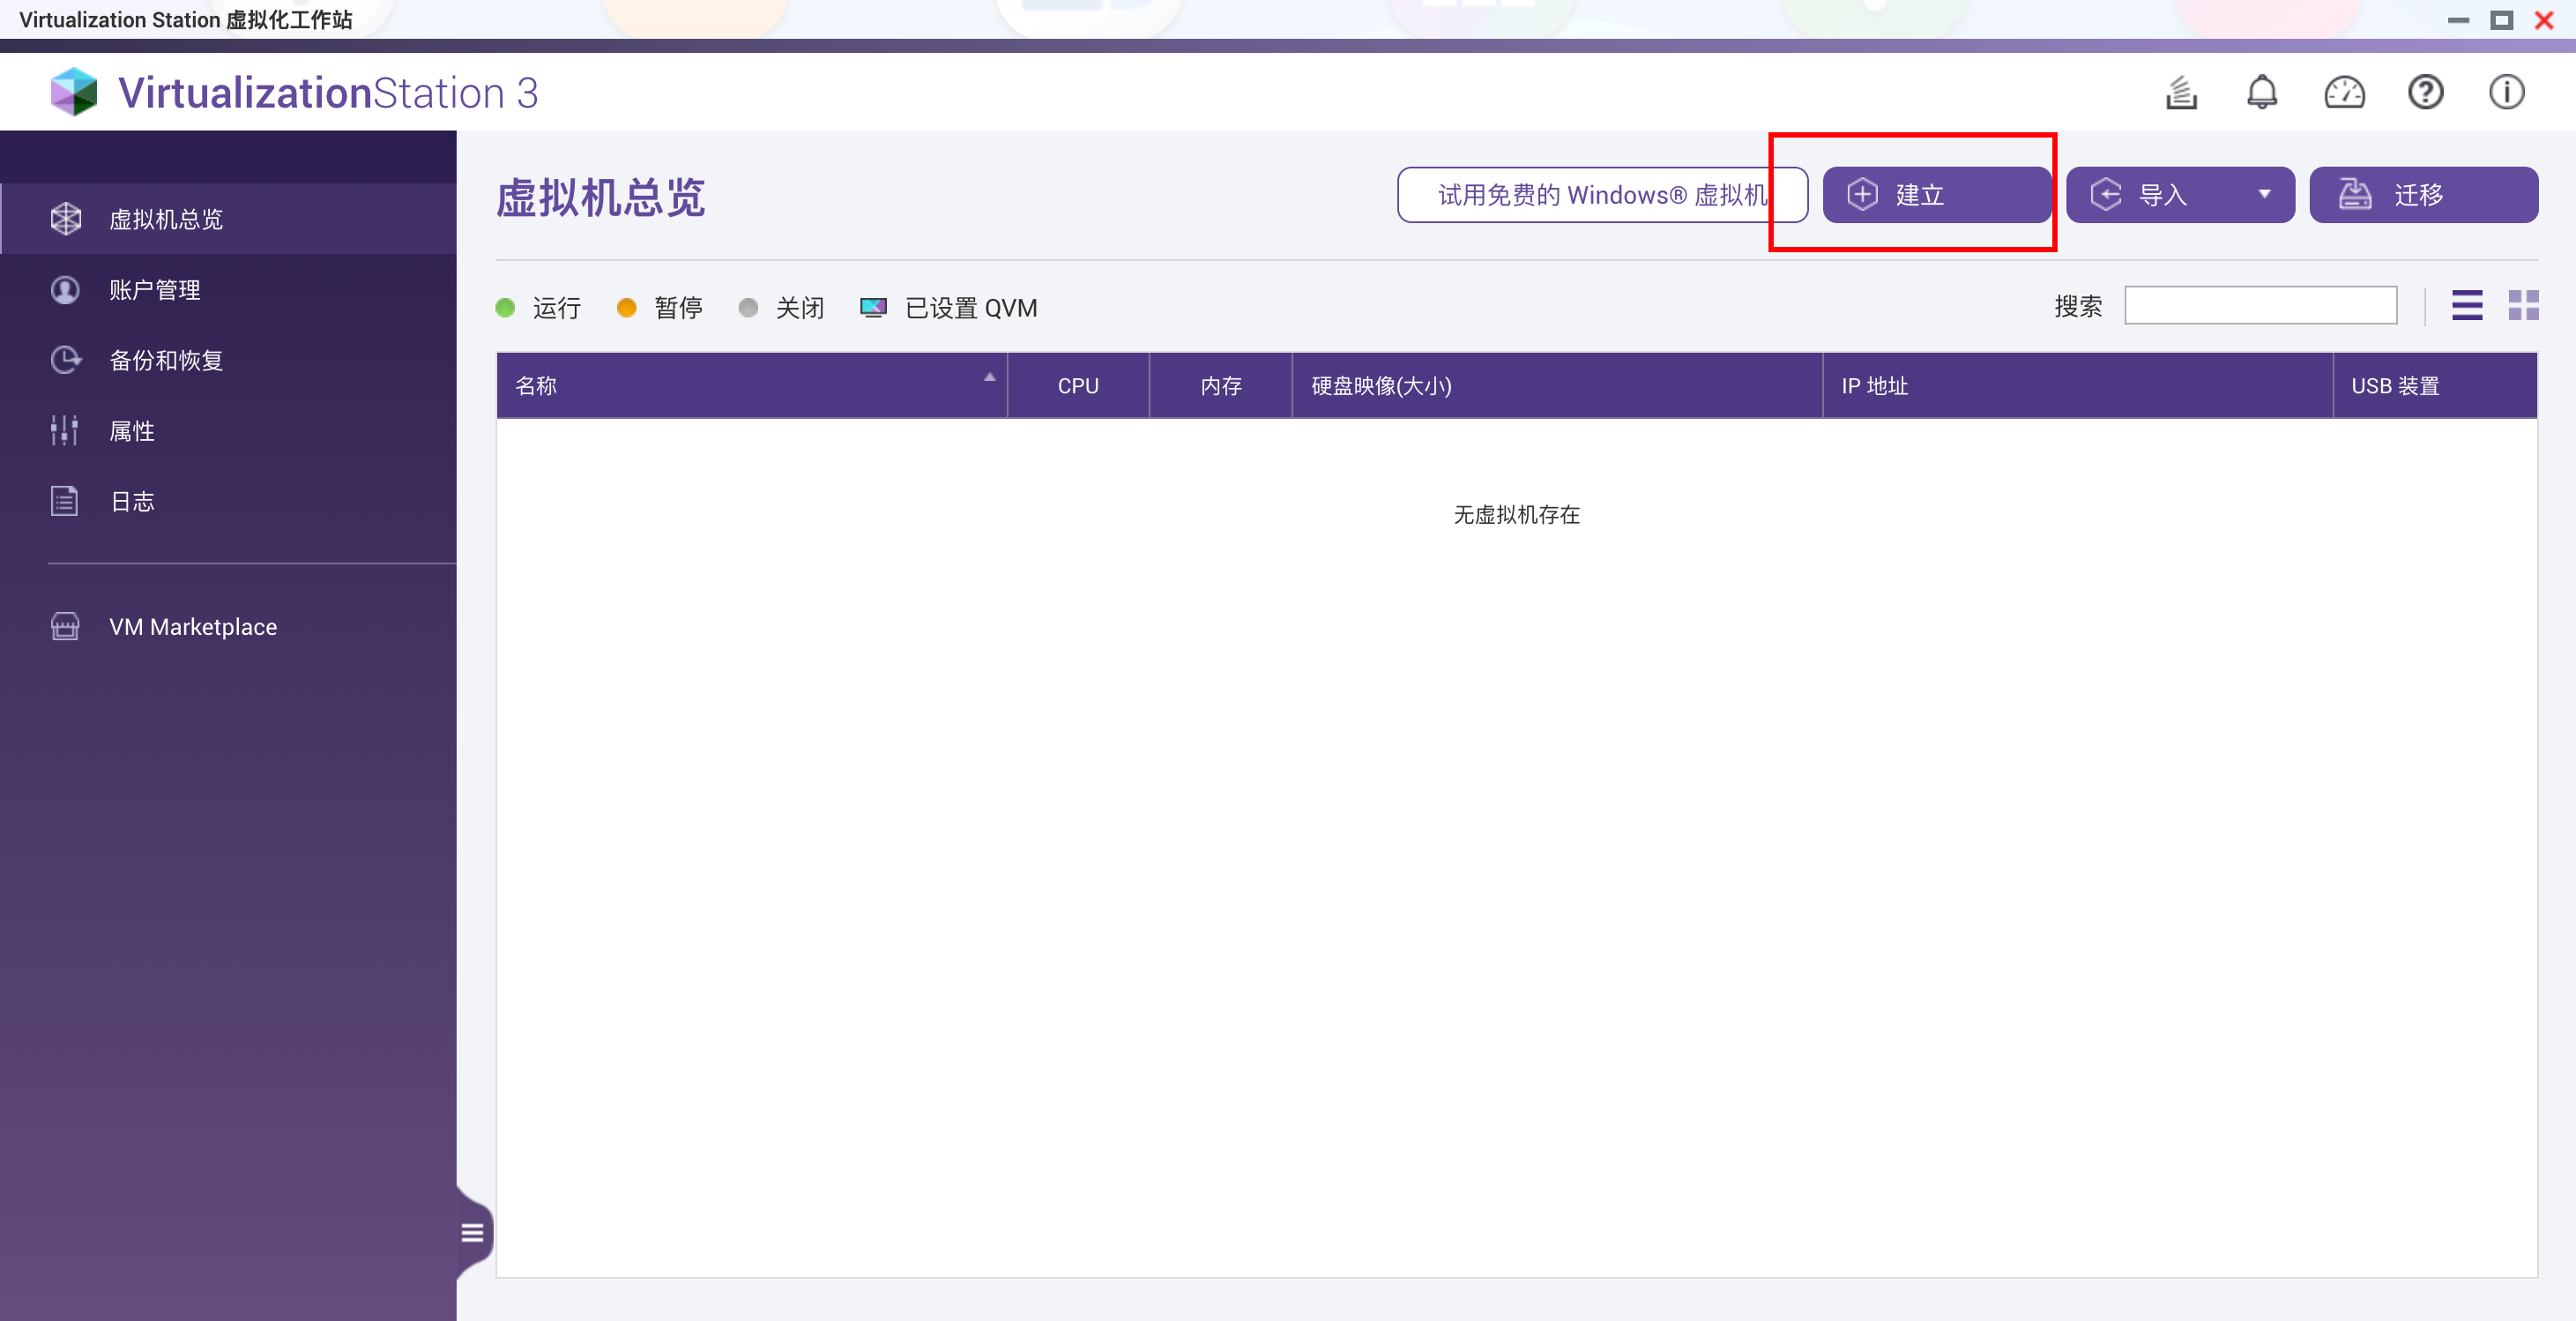 Virtualization Station 虚拟化工作站
VirtualizationStation 3
虚拟机总览
账户管理
备份和恢复
属性
日志
VM Marketplace
虚拟机总览
试用免费的 Windows® 虚拟机
建立
导入
迁移
运行 暂停 关闭 已设置 QVM
搜索
名称 CPU 内存 硬盘映像(大小) IP 地址 USB 装置
无虚拟机存在